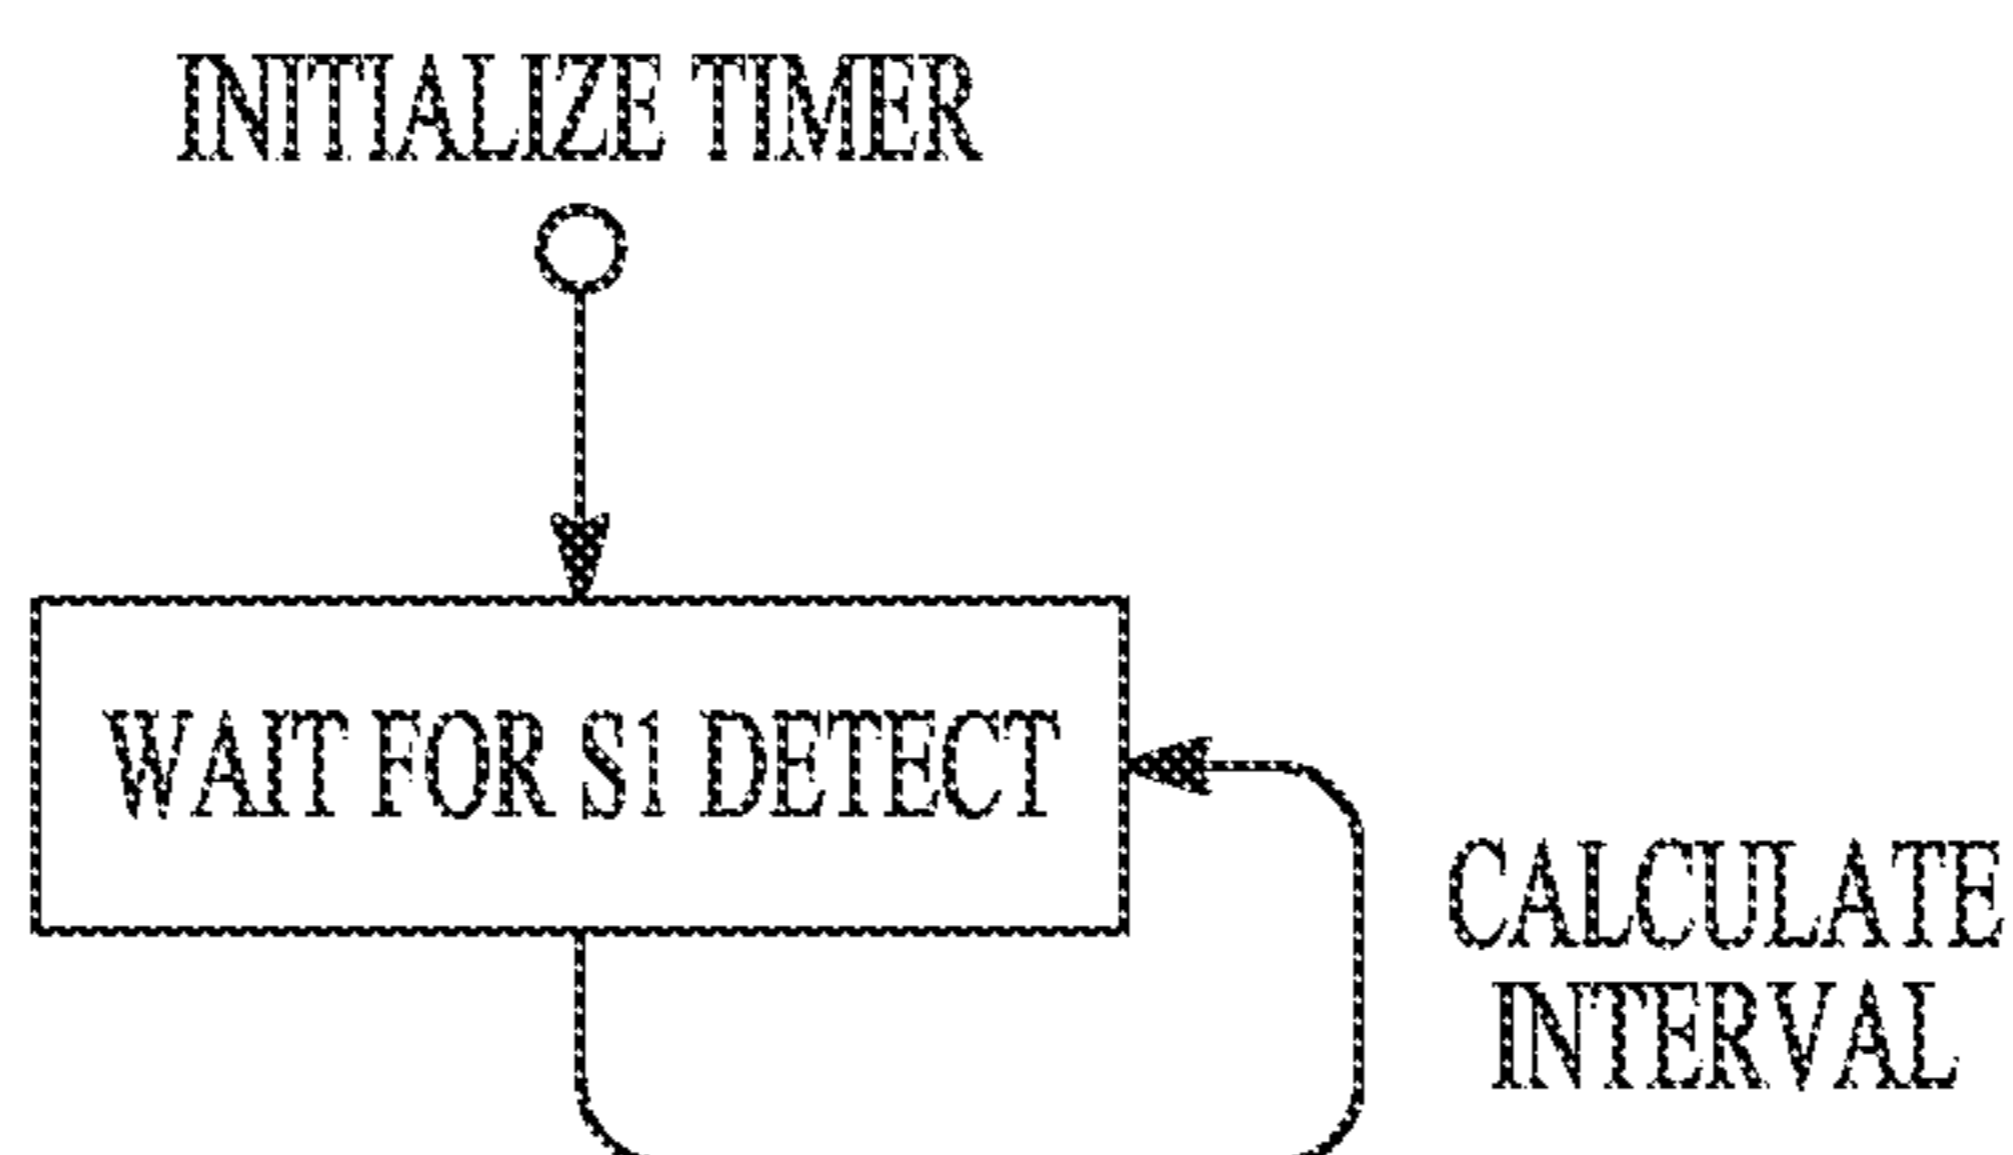 INITIALIZE TIMER
WAIT FOR S1 DETECT
CALCULATE
INTERVAL